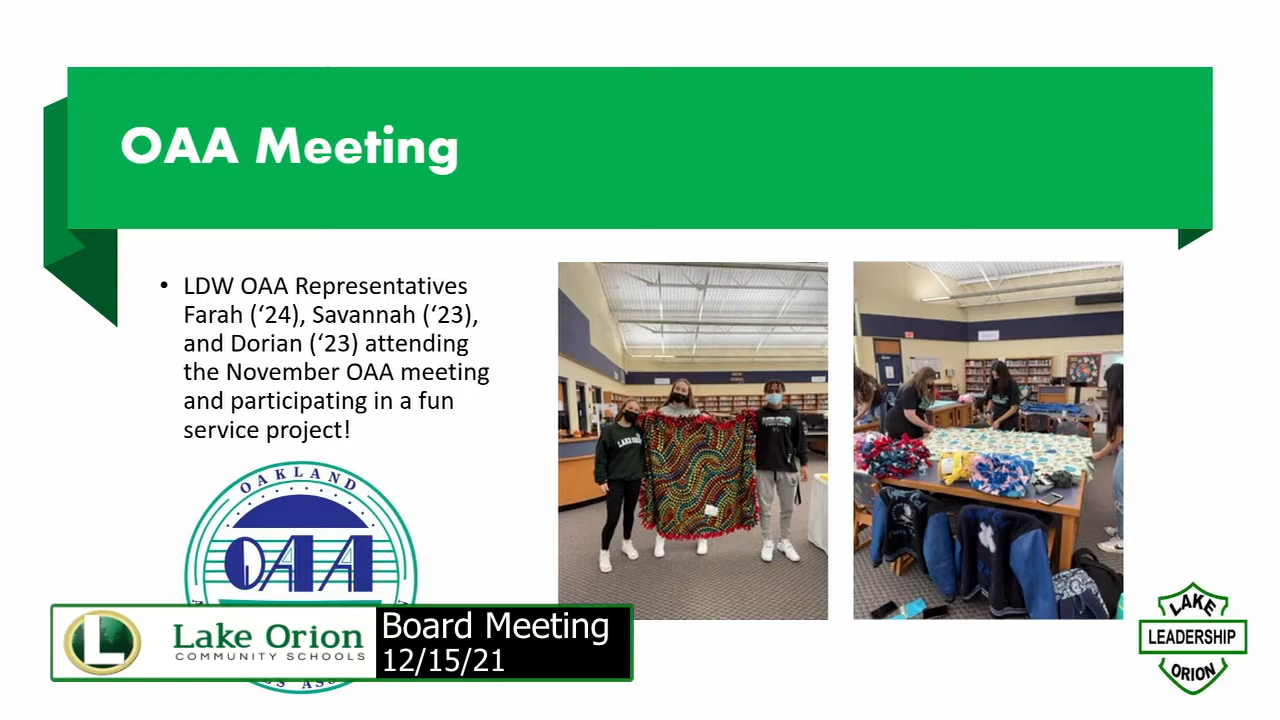 OAA Meeting
• LDW OAA Representatives
Farah (‘24), Savannah (‘23),
and Dorian (‘23) attending
the November OAA meeting
and participating in a fun
service project!
OAKLAND
OAA
L
Lake Orion
COMMUNITY SCHOOLS
Board Meeting
12/15/21
LAKE
LEADERSHIP
ORION